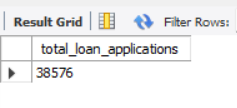 Result Grid Filter Rows:
total_loan_applications
38576